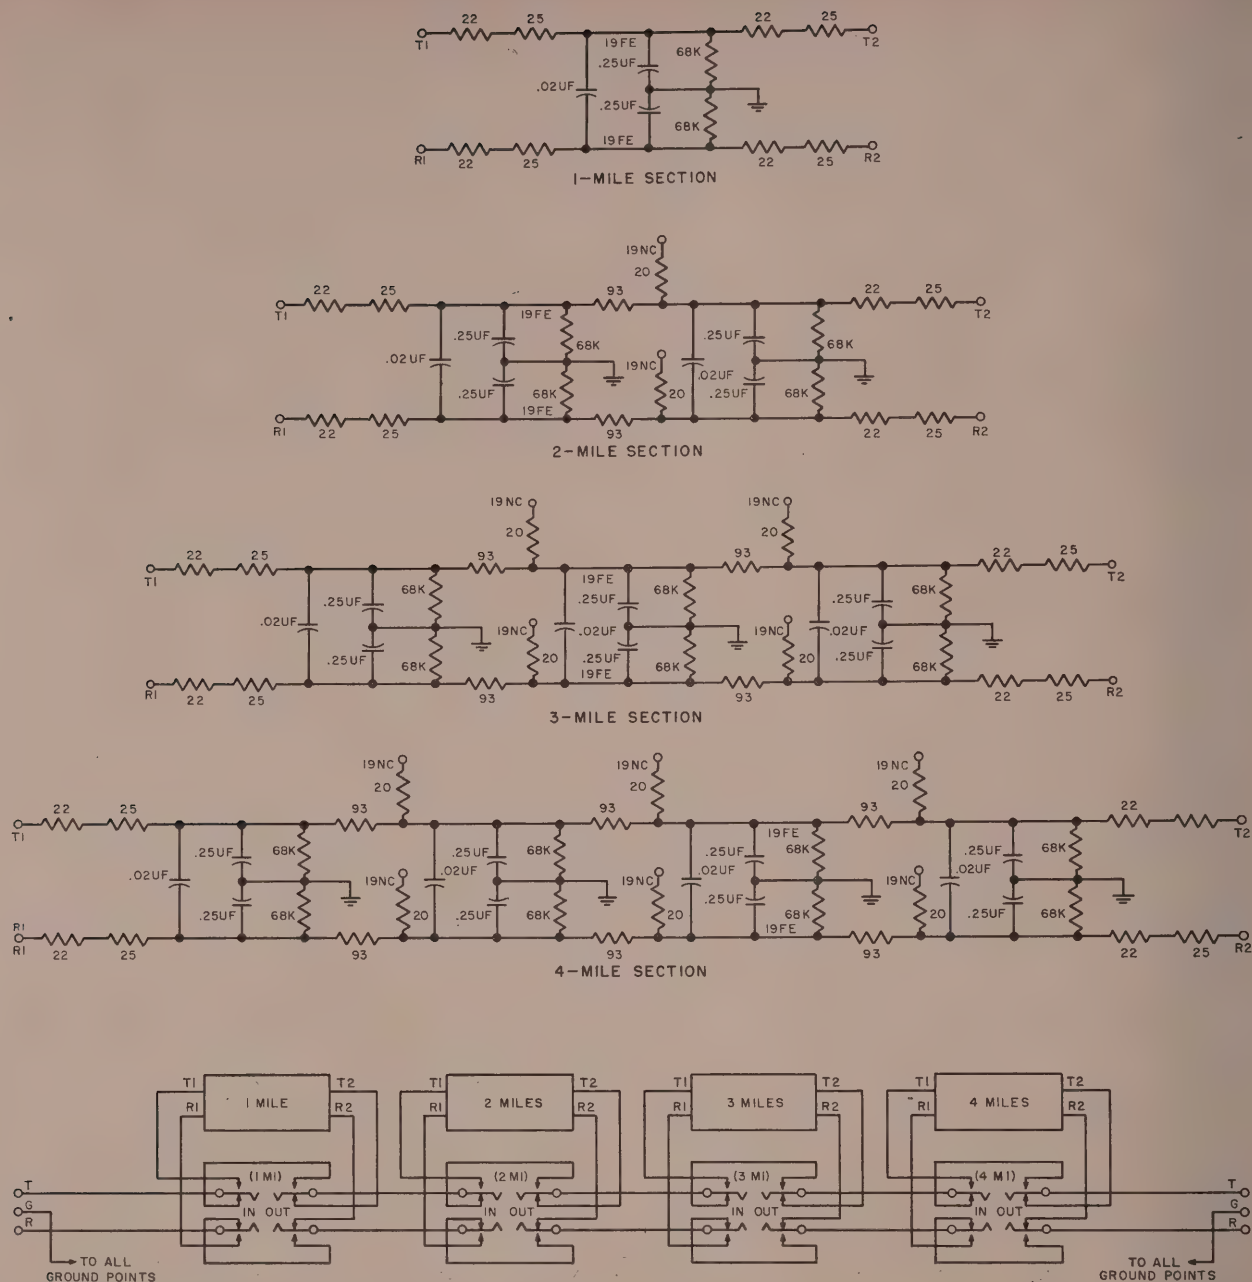 22 25 22 25
T1 19FE T2
.25UF 68K
.02UF
.25UF 68K
R1 19FE R2
22 25 22 25
1-MILE SECTION
19NC
20
22 25 93 22 25
T1 19FE T2
.25UF 68K .25UF 68K
.02UF 19NC .02UF
.25UF 68K 20 .25UF 68K
R1 19FE R2
22 25 93 22 25
2-MILE SECTION
19NC 19NC
20 20
22 25 93 93 22 25
T1 19FE T2
.25UF 68K .25UF 68K .25UF 68K
.02UF 19NC .02UF 19NC .02UF
.25UF 68K 20 .25UF 68K 20 .25UF 68K
R1 19FE R2
22 25 93 93 22 25
3-MILE SECTION
19NC 19NC 19NC
20 20 20
22 25 93 93 93 22
T1 19FE T2
.25UF 68K .25UF 68K .25UF 68K .25UF 68K
.02UF 19NC .02UF 19NC .02UF 19NC .02UF
.25UF 68K 20 .25UF 68K 20 .25UF 68K 20 .25UF 68K
R1
R1 19FE R2
22 25 93 93 93 22 25
4-MILE SECTION
T1 T2 T1 T2 T1 T2 T1 T2
1 MILE 2 MILES 3 MILES 4 MILES
R1 R2 R1 R2 R1 R2 R1 R2
(1 MI) (2 MI) (3 MI) (4 MI)
T T
G IN OUT IN OUT IN OUT IN OUT G
R R
TO ALL TO ALL
GROUND POINTS GROUND POINTS